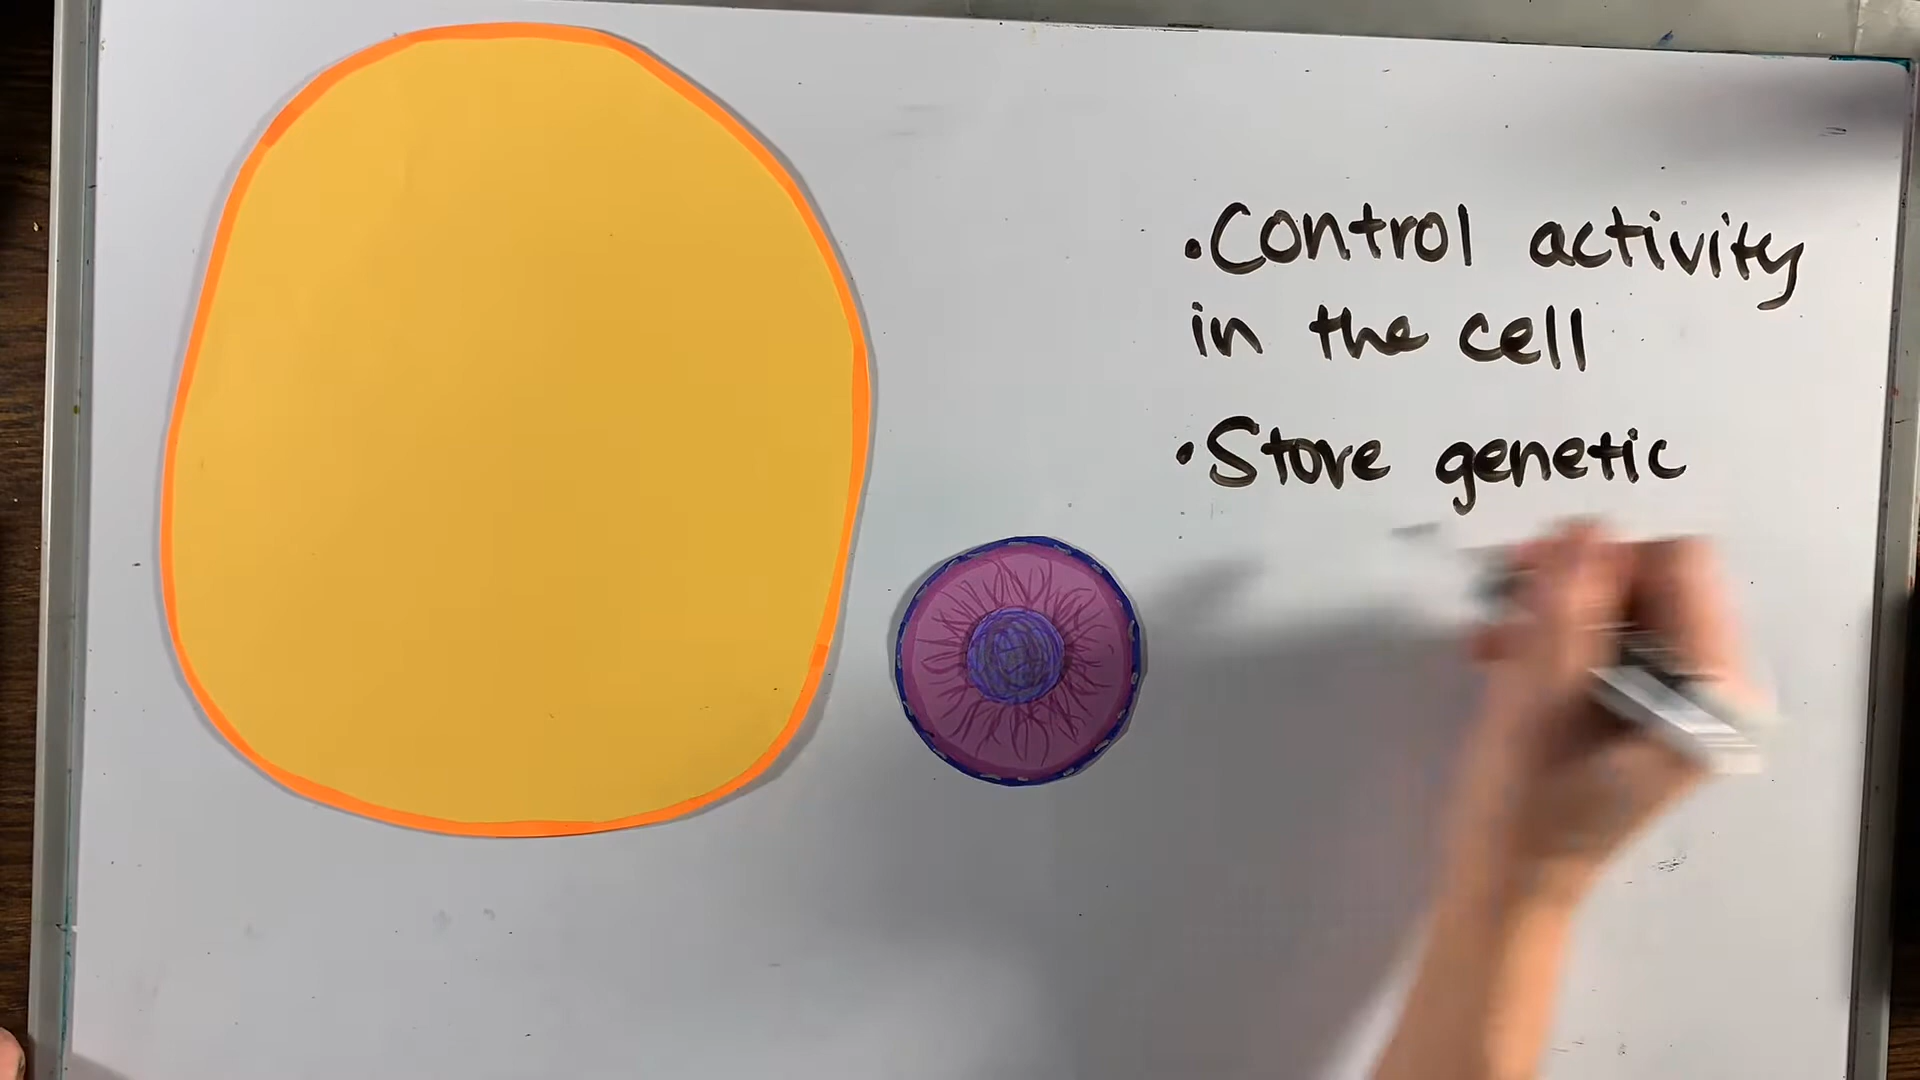 •Control activity
in the cell
•Store genetic